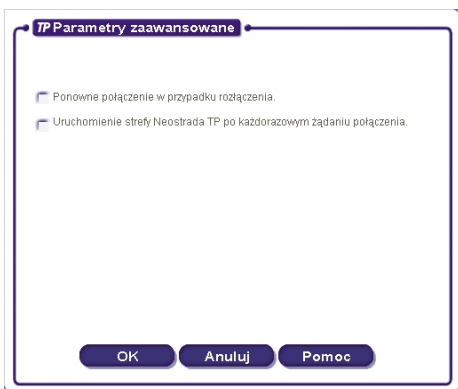 TP Parametry zaawansowane
Ponowne połączenie w przypadku rozłączenia.
Uruchomienie strefy Neostrada TP po każdorazowym żądaniu połączenia.
OK Anuluj Pomoc